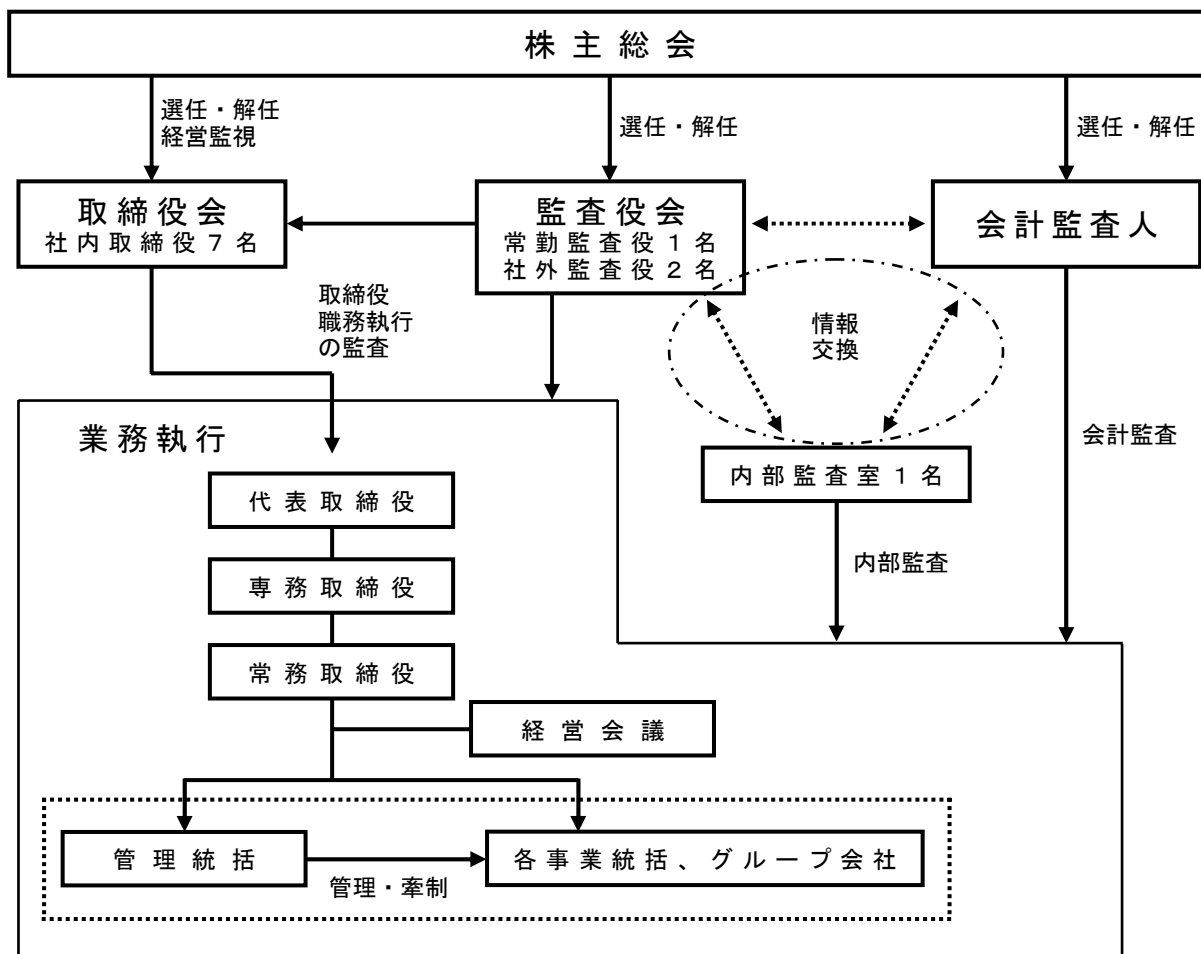 株主総会
選任・解任
経営監視
選任・解任
選任・解任
取締役会
社内取締役７名
監査役会
常勤監査役１名
社外監査役２名
会計監査人
取締役
職務執行
の監査
情報
交換
業務執行
会計監査
代表取締役
内部監査室１名
専務取締役
内部監査
常務取締役
経営会議
管理統括
各事業統括、グループ会社
管理・牽制